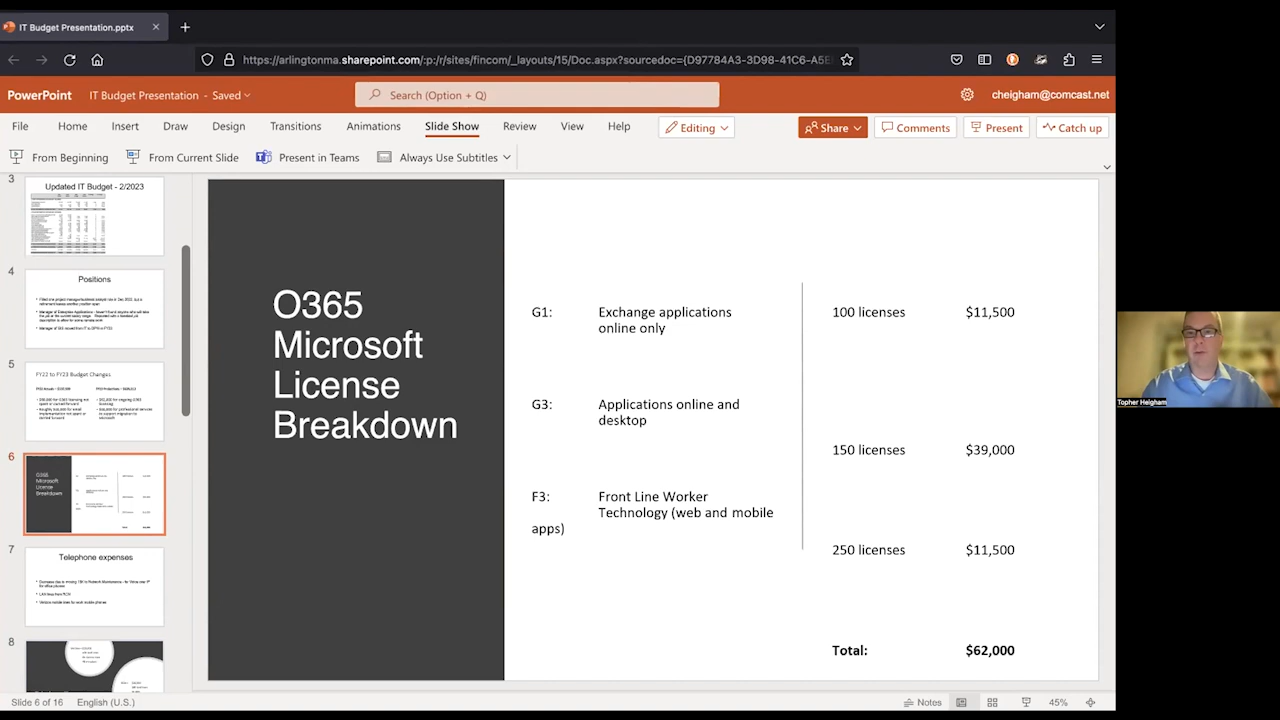 IT Budget Presentation.pptx
https://arlingtonma.sharepoint.com/:p:/r/sites/fincom/_layouts/15/Doc.aspx?sourcedoc={D97784A3-3D98-41C6-A5E
PowerPoint IT Budget Presentation - Saved Search (Option + Q) cheigham@comcast.net
File Home Insert Draw Design Transitions Animations Slide Show Review View Help Editing Share Comments Present Catch up
From Beginning From Current Slide Present in Teams Always Use Subtitles
3
Updated IT Budget - 2/2023
4
Positions
5
FY22 to FY23 Budget Changes
6
O365
Microsoft
License
Breakdown
7
Telephone expenses
8
O365
Microsoft
License
Breakdown
G1: Exchange applications
online only
100 licenses $11,500
G3: Applications online and
desktop
150 licenses $39,000
F3: Front Line Worker
Technology (web and mobile
apps)
250 licenses $11,500
Total: $62,000
Topher Heigham
Slide 6 of 16 English (U.S.) Notes 45%